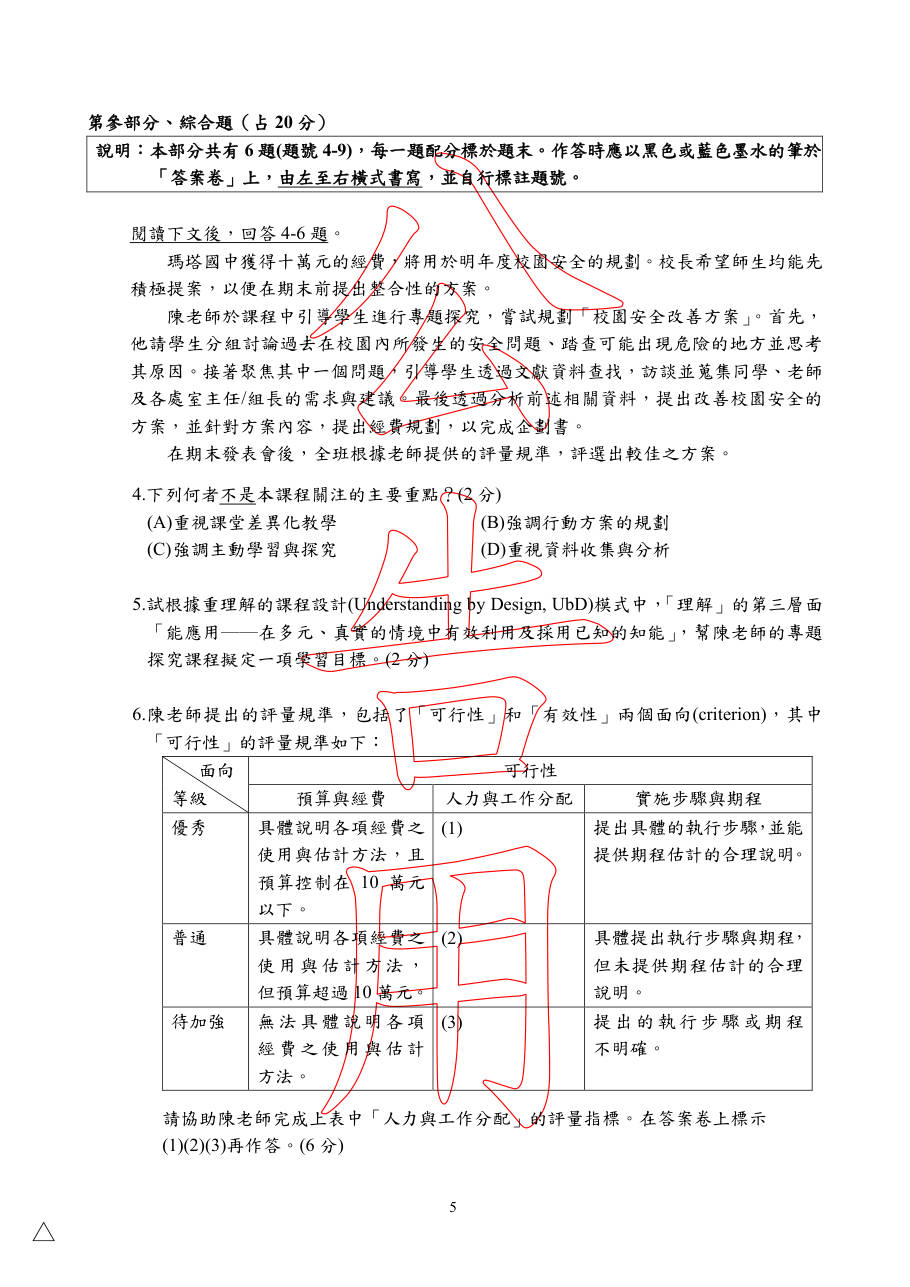 第參部分、綜合題（占 20 分）
說明：本部分共有 6 題(題號 4-9)，每一題配分標於題末。作答時應以黑色或藍色墨水的筆於
「答案卷」上，由左至右橫式書寫，並自行標註題號。
閱讀下文後，回答 4-6 題。
瑪塔國中獲得十萬元的經費，將用於明年度校園安全的規劃。校長希望師生均能先
積極提案，以便在期末前提出整合性的方案。
陳老師於課程中引導學生進行專題探究，嘗試規劃「校園安全改善方案」。首先，
他請學生分組討論過去在校園內所發生的安全問題、踏查可能出現危險的地方並思考
其原因。接著聚焦其中一個問題，引導學生透過文獻資料查找，訪談並蒐集同學、老師
及各處室主任/組長的需求與建議。最後透過分析前述相關資料，提出改善校園安全的
方案，並針對方案內容，提出經費規劃，以完成企劃書。
在期末發表會後，全班根據老師提供的評量規準，評選出較佳之方案。
4.下列何者不是本課程關注的主要重點？(2 分)
(A)重視課堂差異化教學 (B)強調行動方案的規劃
(C)強調主動學習與探究 (D)重視資料收集與分析
5.試根據重理解的課程設計(Understanding by Design, UbD)模式中，「理解」的第三層面
「能應用──在多元、真實的情境中有效利用及採用已知的知能」，幫陳老師的專題
探究課程擬定一項學習目標。(2 分)
6.陳老師提出的評量規準，包括了「可行性」和「有效性」兩個面向(criterion)，其中
「可行性」的評量規準如下：
面向
等級
可行性
預算與經費 人力與工作分配 實施步驟與期程
優秀
具體說明各項經費之
使用與估計方法，且
預算控制在 10 萬元
以下。
(1)
提出具體的執行步驟，並能
提供期程估計的合理說明。
普通
具體說明各項經費之
使用與估計方法，
但預算超過 10 萬元。
(2)
具體提出執行步驟與期程，
但未提供期程估計的合理
說明。
待加強
無法具體說明各項
經費之使用與估計
方法。
(3)
提出的執行步驟或期程
不明確。
請協助陳老師完成上表中「人力與工作分配」的評量指標。在答案卷上標示
(1)(2)(3)再作答。(6 分)
5
公告用